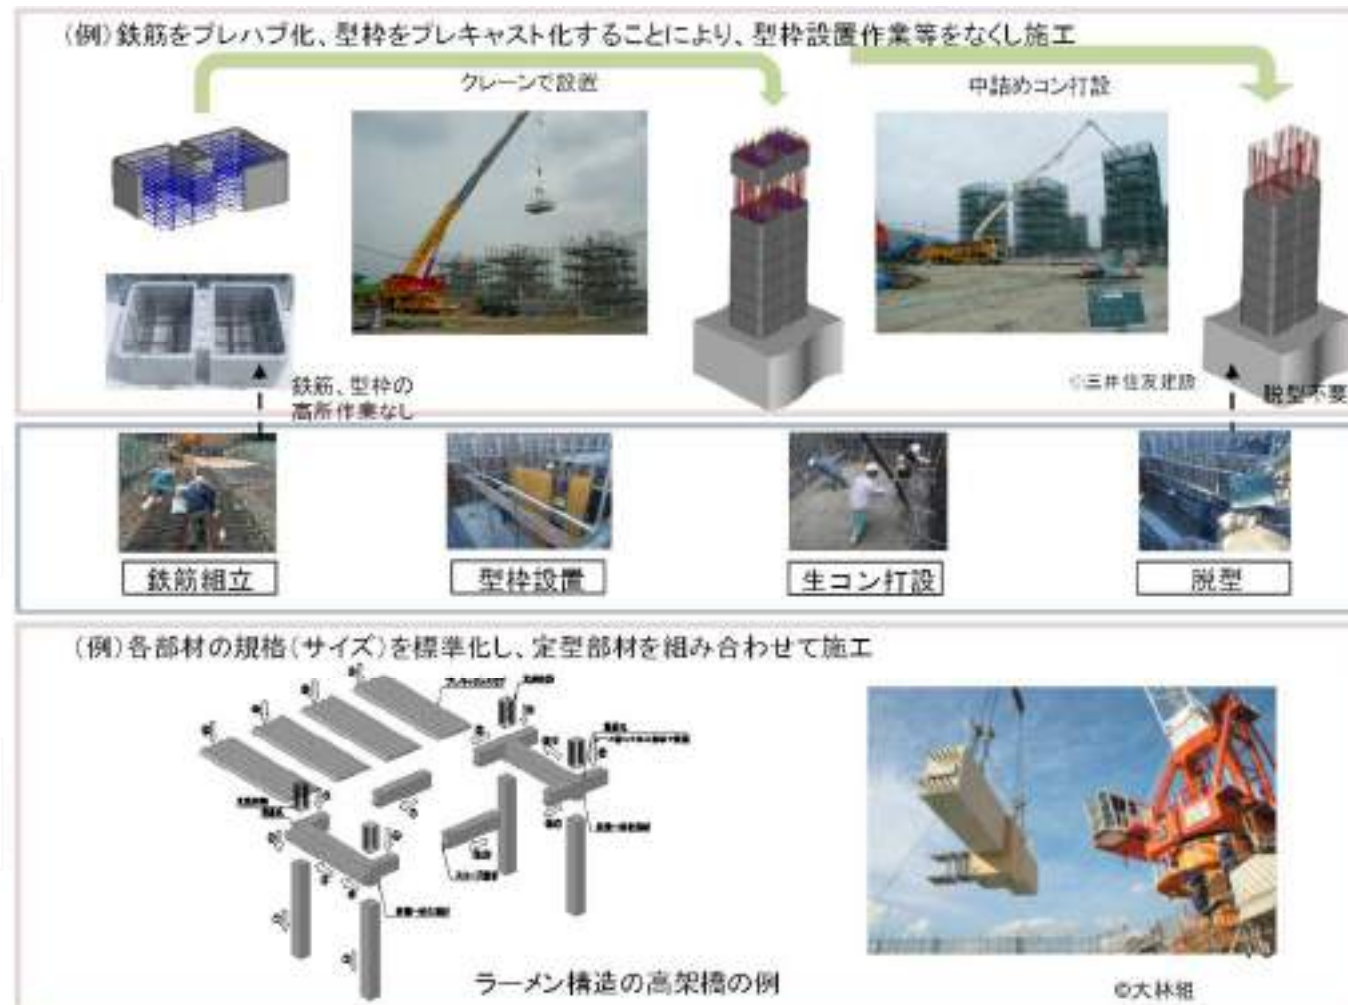 (例)鉄筋をプレハブ化、型枠をプレキャスト化することにより、型枠設置作業等をなくし施工
クレーンで設置
中詰めコン打設
鉄筋、型枠の
高所作業なし
©三井住友建設
脱型不要
鉄筋組立
型枠設置
生コン打設
脱型
(例)各部材の規格(サイズ)を標準化し、定型部材を組み合わせて施工
ラーメン構造の高架橋の例
©大林組